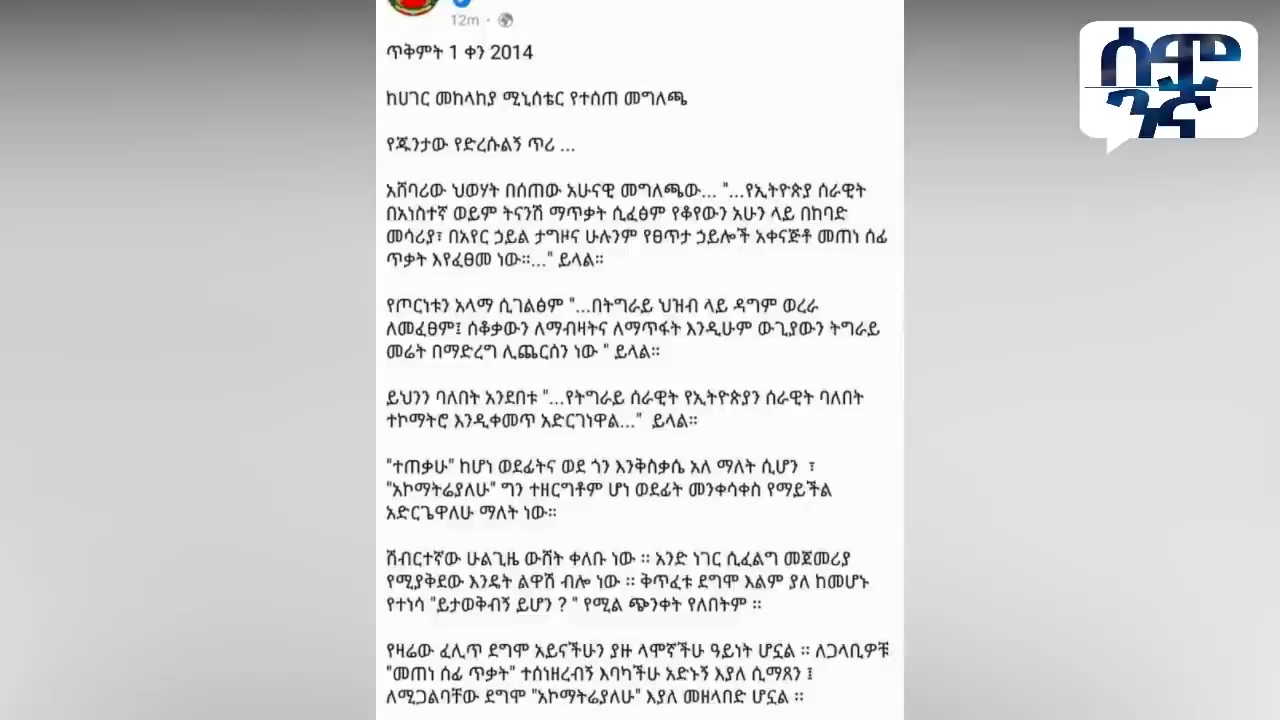 12m
ሰሞ
ንኛ
ጥቅምት 1 ቀን 2014
ከሀገር መከላከያ ሚኒስቴር የተሰጠ መግለጫ
የጁንታው የድረሱልኝ ጥሪ ...
አሸባሪው ህወሃት በሰጠው አሁናዊ መግለጫው... "...የኢትዮጵያ ሰራዊት
በአነስተኛ ወይም ትናንሽ ማጥቃት ሲፈፅም የቆየውን አሁን ላይ በከባድ
መሳሪያ፣ በአየር ኃይል ታግዞና ሁሉንም የፀጥታ ኃይሎች አቀናጅቶ መጠነ ሰፊ
ጥቃት እየፈፀመ ነው።..." ይላል።
የጦርነቱን አላማ ሲገልፅም "...በትግራይ ህዝብ ላይ ዳግም ወረራ
ለመፈፀም፤ ሰቆቃውን ለማብዛትና ለማጥፋት እንዲሁም ውጊያውን ትግራይ
መሬት በማድረግ ሊጨርሰን ነው " ይላል።
ይህንን ባለበት አንደበቱ "...የትግራይ ሰራዊት የኢትዮጵያን ሰራዊት ባለበት
ተኮማትሮ እንዲቀመጥ አድርገነዋል..." ይላል።
"ተጠቃሁ" ከሆነ ወደፊትና ወደ ጎን እንቅስቃሴ አለ ማለት ሲሆን ፣
"አኮማትሬያለሁ" ግን ተዘርግቶም ሆነ ወደፊት መንቀሳቀስ የማይችል
አድርጌዋለሁ ማለት ነው።
ሽብርተኛው ሁልጊዜ ውሸት ቀለቡ ነው ። አንድ ነገር ሲፈልግ መጀመሪያ
የሚያቅደው እንዴት ልዋሽ ብሎ ነው ። ቅጥፈቱ ደግሞ እልም ያለ ከመሆኑ
የተነሳ "ይታወቅብኝ ይሆን ? " የሚል ጭንቀት የለበትም ።
የዛሬው ፈሊጥ ደግሞ አይናችሁን ያዙ ላሞኛችሁ ዓይነት ሆኗል ። ለጋላቢዎቹ
"መጠነ ሰፊ ጥቃት" ተሰነዘረብኝ እባካችሁ አድኑኝ እያለ ሲማጸን ፤
ለሚጋልባቸው ደግሞ "አኮማትሬያለሁ" እያለ መዘላበድ ሆኗል ።